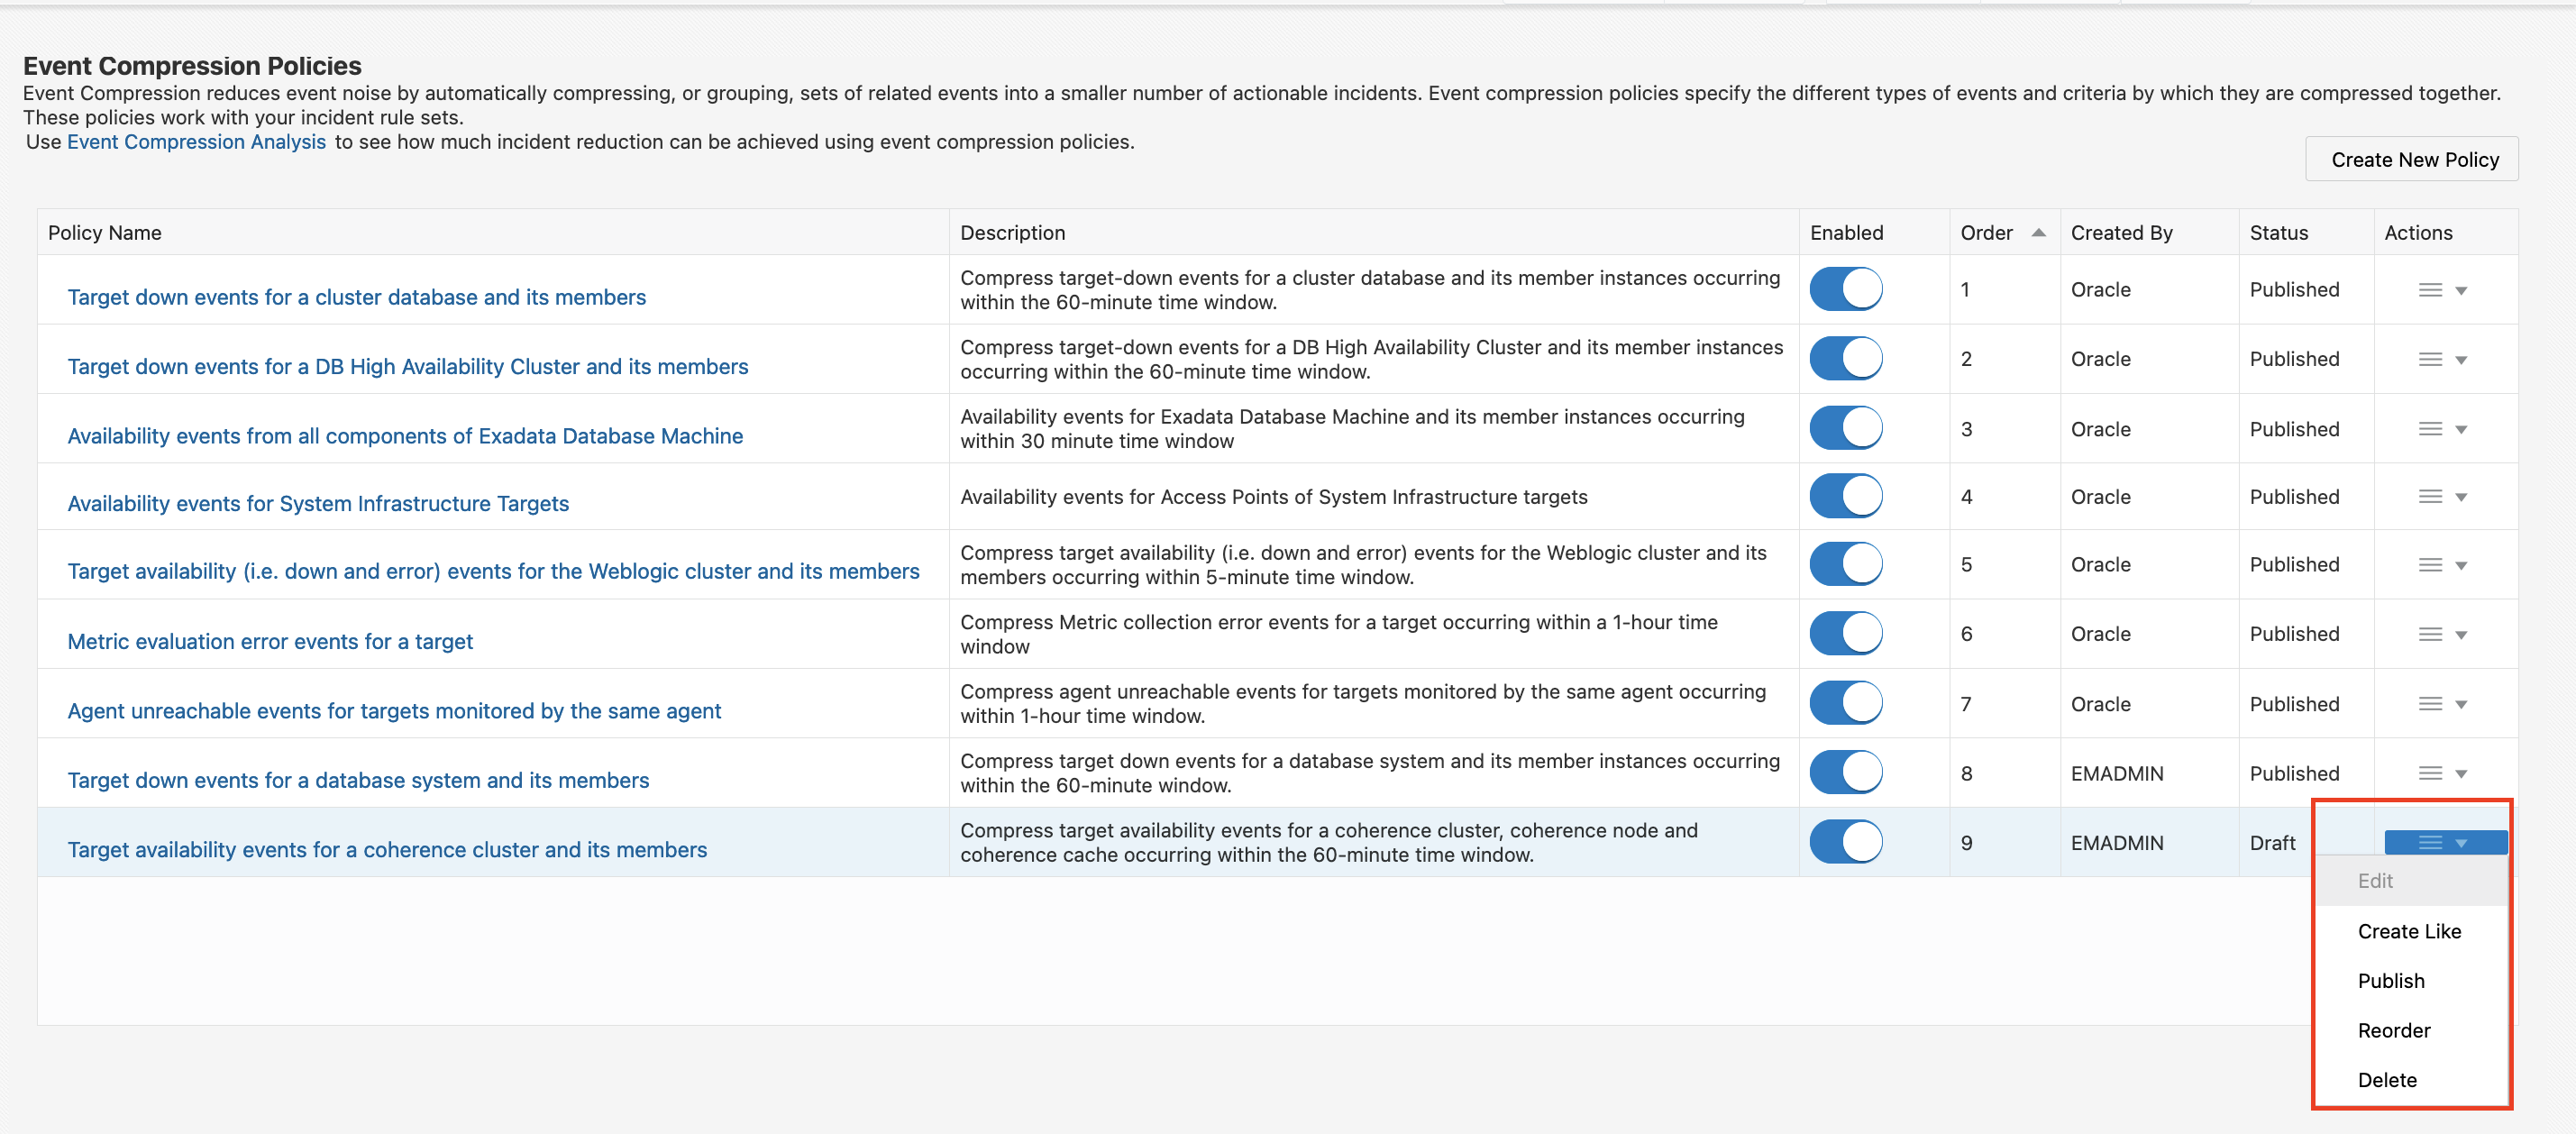 Event Compression Policies
Event Compression reduces event noise by automatically compressing, or grouping, sets of related events into a smaller number of actionable incidents. Event compression policies specify the different types of events and criteria by which they are compressed together.
These policies work with your incident rule sets.
Use Event Compression Analysis to see how much incident reduction can be achieved using event compression policies.
Create New Policy
Policy Name Description Enabled Order Created By Status Actions
Target down events for a cluster database and its members
Compress target-down events for a cluster database and its member instances occurring
within the 60-minute time window.
1 Oracle Published
Target down events for a DB High Availability Cluster and its members
Compress target-down events for a DB High Availability Cluster and its member instances
occurring within the 60-minute time window.
2 Oracle Published
Availability events from all components of Exadata Database Machine
Availability events for Exadata Database Machine and its member instances occurring
within 30 minute time window
3 Oracle Published
Availability events for System Infrastructure Targets
Availability events for Access Points of System Infrastructure targets
4 Oracle Published
Target availability (i.e. down and error) events for the Weblogic cluster and its members
Compress target availability (i.e. down and error) events for the Weblogic cluster and its
members occurring within 5-minute time window.
5 Oracle Published
Metric evaluation error events for a target
Compress Metric collection error events for a target occurring within a 1-hour time
window
6 Oracle Published
Agent unreachable events for targets monitored by the same agent
Compress agent unreachable events for targets monitored by the same agent occurring
within 1-hour time window.
7 Oracle Published
Target down events for a database system and its members
Compress target down events for a database system and its member instances occurring
within the 60-minute window.
8 EMADMIN Published
Target availability events for a coherence cluster and its members
Compress target availability events for a coherence cluster, coherence node and
coherence cache occurring within the 60-minute time window.
9 EMADMIN Draft
Edit
Create Like
Publish
Reorder
Delete